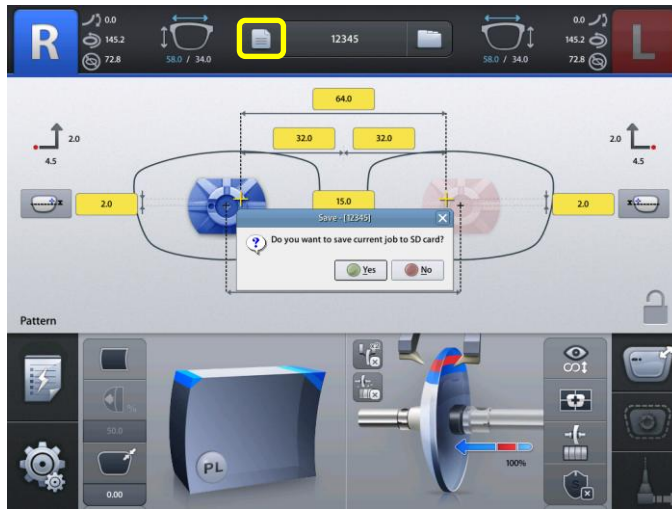 R
0.0
145.2
72.8
58.0 / 34.0
12345
58.0 / 34.0
0.0
145.2
72.8
L
64.0
32.0 32.0
2.0
4.5
2.0
4.5
2.0
15.0
2.0
x
x
Save - [12345]
Do you want to save current job to SD card?
Yes No
Pattern
%
50.0
0.00
PL
100%
S